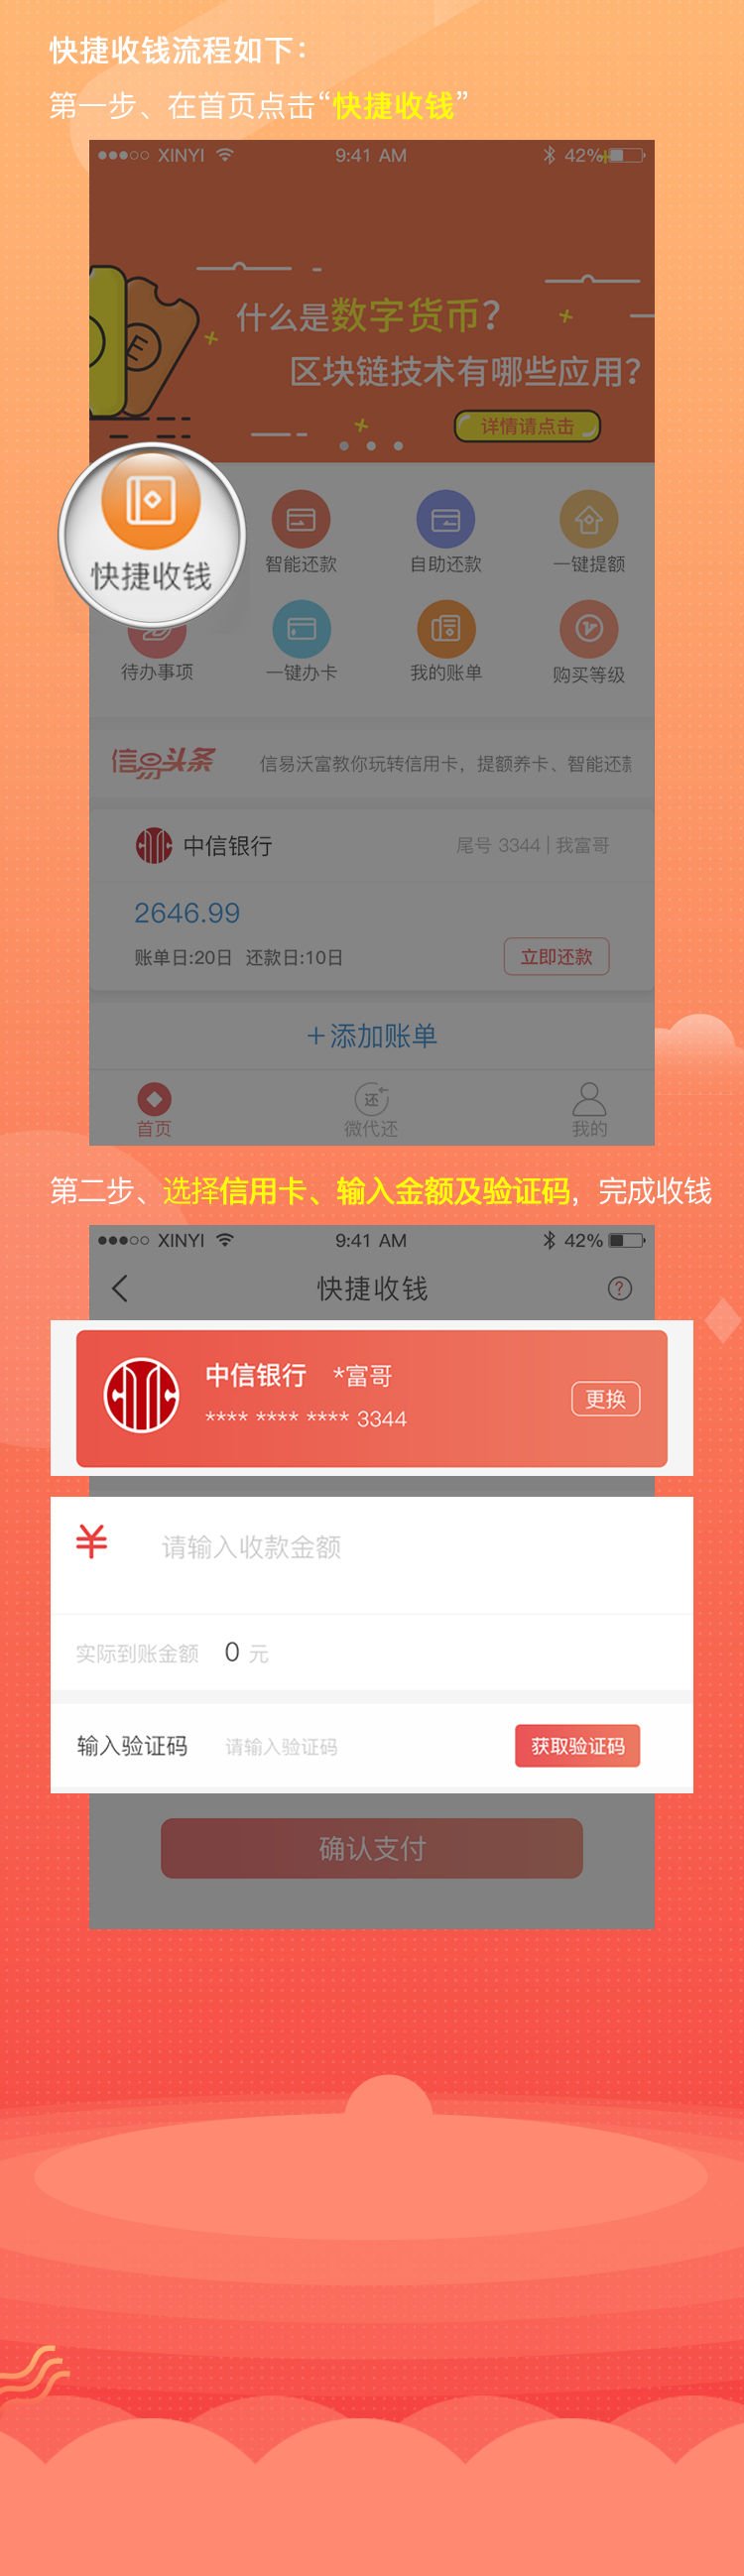 快捷收钱流程如下：
第一步、在首页点击“快捷收钱”
XINYI 9:41 AM 42%
什么是数字货币？
区块链技术有哪些应用？
详情请点击
快捷收钱 智能还款 自助还款 一键提额
待办事项 一键办卡 我的账单 购买等级
信易头条 信易沃富教你玩转信用卡，提额养卡、智能还款
中信银行 尾号 3344 | 我富哥
2646.99
账单日:20日 还款日:10日 立即还款
+添加账单
还
首页 微代还 我的
第二步、选择信用卡、输入金额及验证码，完成收钱
XINYI 9:41 AM 42%
快捷收钱 ?
中信银行 *富哥
更换
**** **** **** 3344
¥ 请输入收款金额
实际到账金额 0 元
输入验证码 请输入验证码 获取验证码
确认支付